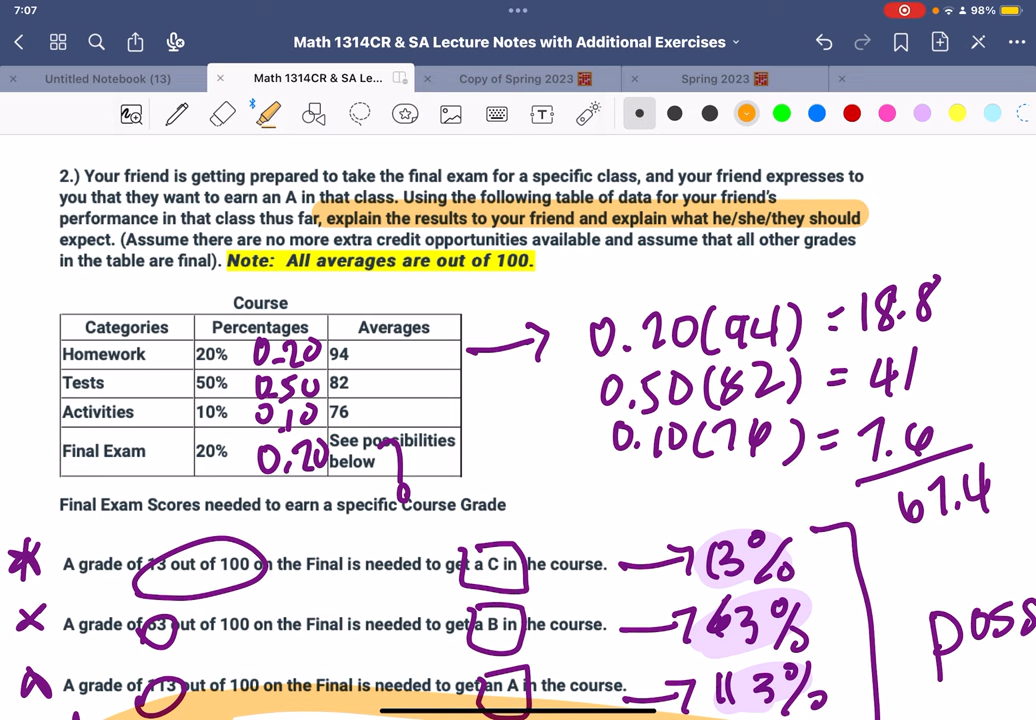 7:07
98%
Math 1314CR & SA Lecture Notes with Additional Exercises
Untitled Notebook (13)
Math 1314CR & SA Le...
Copy of Spring 2023
Spring 2023
2.) Your friend is getting prepared to take the final exam for a specific class, and your friend expresses to
you that they want to earn an A in that class. Using the following table of data for your friend's
performance in that class thus far, explain the results to your friend and explain what he/she/they should
expect. (Assume there are no more extra credit opportunities available and assume that all other grades
in the table are final). Note: All averages are out of 100.
Course
Categories Percentages Averages
Homework 20% 0.20 94
Tests 50% 0.50 82
Activities 10% 0.10 76
Final Exam 20% 0.20 See possibilities
below
0.20(94) = 18.8
0.50(82) = 41
0.10(76) = 7.6
67.4
Final Exam Scores needed to earn a specific Course Grade
A grade of 13 out of 100 on the Final is needed to get a C in the course. → 13%
A grade of 63 out of 100 on the Final is needed to get a B in the course. → 63%
A grade of 113 out of 100 on the Final is needed to get an A in the course. → 113%
poss